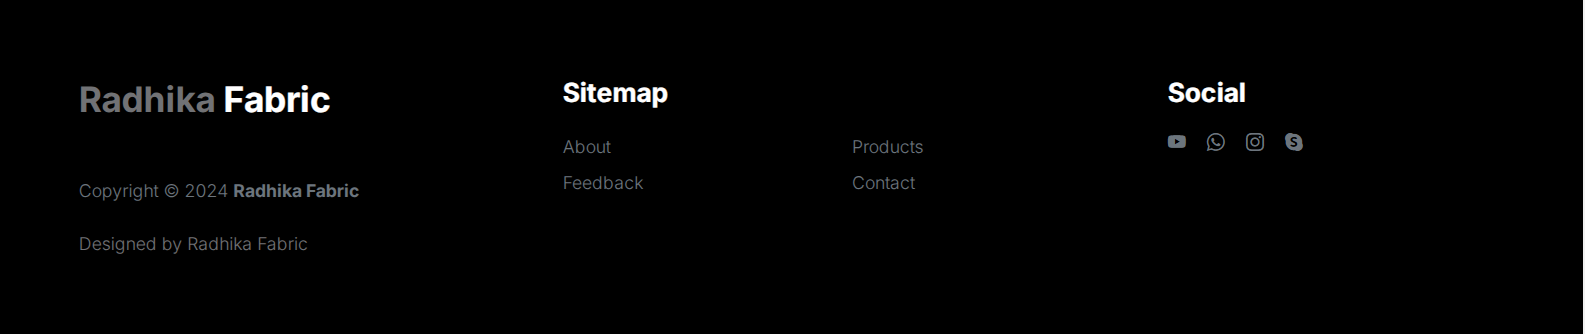 Radhika Fabric
Copyright © 2024 Radhika Fabric
Designed by Radhika Fabric
Sitemap
About
Feedback
Products
Contact
Social